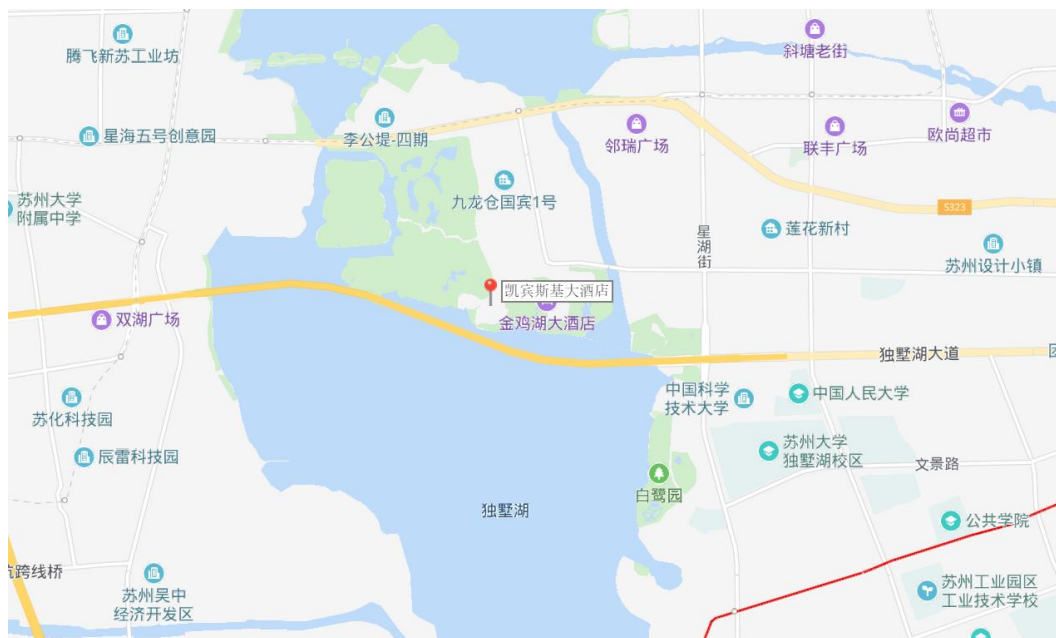 斜塘老街
腾飞新苏工业坊
欧尚超市
星海五号创意园
李公堤-四期
邻瑞广场
联丰广场
苏州大学
附属中学
九龙仓国宾1号
S323
星湖街
莲花新村
苏州设计小镇
凯宾斯基大酒店
双湖广场
金鸡湖大酒店
独墅湖大道
中国科学
技术大学
中国人民大学
苏化科技园
苏州大学
独墅湖校区
辰雷科技园
文景路
白鹭园
独墅湖
公共学院
跨线桥
苏州吴中
经济开发区
苏州工业园区
工业技术学校